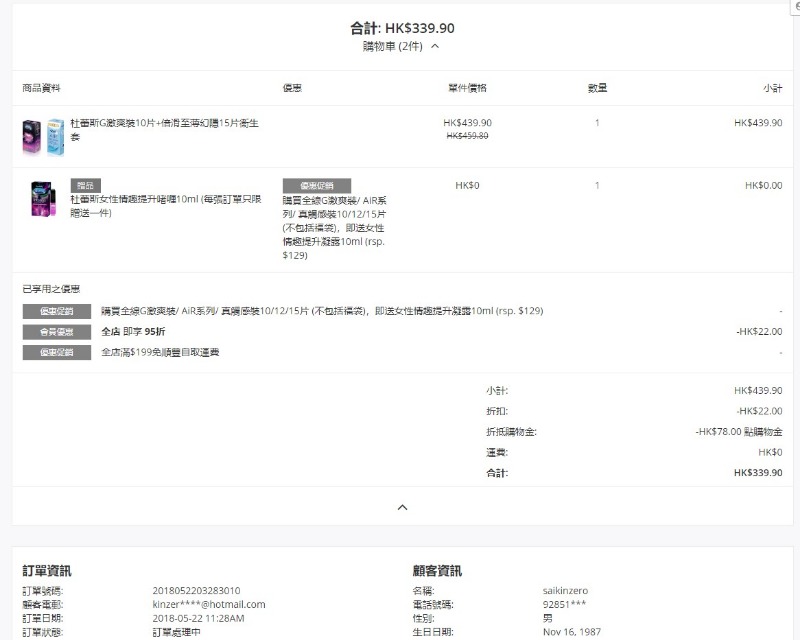 合計: HK$339.90
購物車 (2件)
商品資料 優惠 單件價格 數量 小計
杜蕾斯G激爽裝10片+倍滑至薄幻隱15片衛生 HK$439.90 1 HK$439.90
套 HK$459.80
贈品 優惠促銷 HK$0 1 HK$0.00
杜蕾斯女性情趣提升啫喱10ml (每張訂單只限 購買全線G激爽裝/ AiR系
贈送一件) 列/ 真觸感裝10/12/15片
(不包括福袋)，即送女性
情趣提升凝露10ml (rsp.
$129)
已享用之優惠
優惠促銷 購買全線G激爽裝/ AiR系列/ 真觸感裝10/12/15片 (不包括福袋)，即送女性情趣提升凝露10ml (rsp. $129) -
會員優惠 全店 即享 95折 -HK$22.00
優惠促銷 全店滿$199免順豐自取運費 -
小計: HK$439.90
折扣: -HK$22.00
折抵購物金: -HK$78.00 點購物金
運費: HK$0
合計: HK$339.90
訂單資訊 顧客資訊
訂單號碼: 2018052203283010 名稱: saikinzero
顧客電郵: kinzer****@hotmail.com 電話號碼: 92851***
訂單日期: 2018-05-22 11:28AM 性別: 男
訂單狀態: 訂單處理中 生日日期: Nov 16, 1987